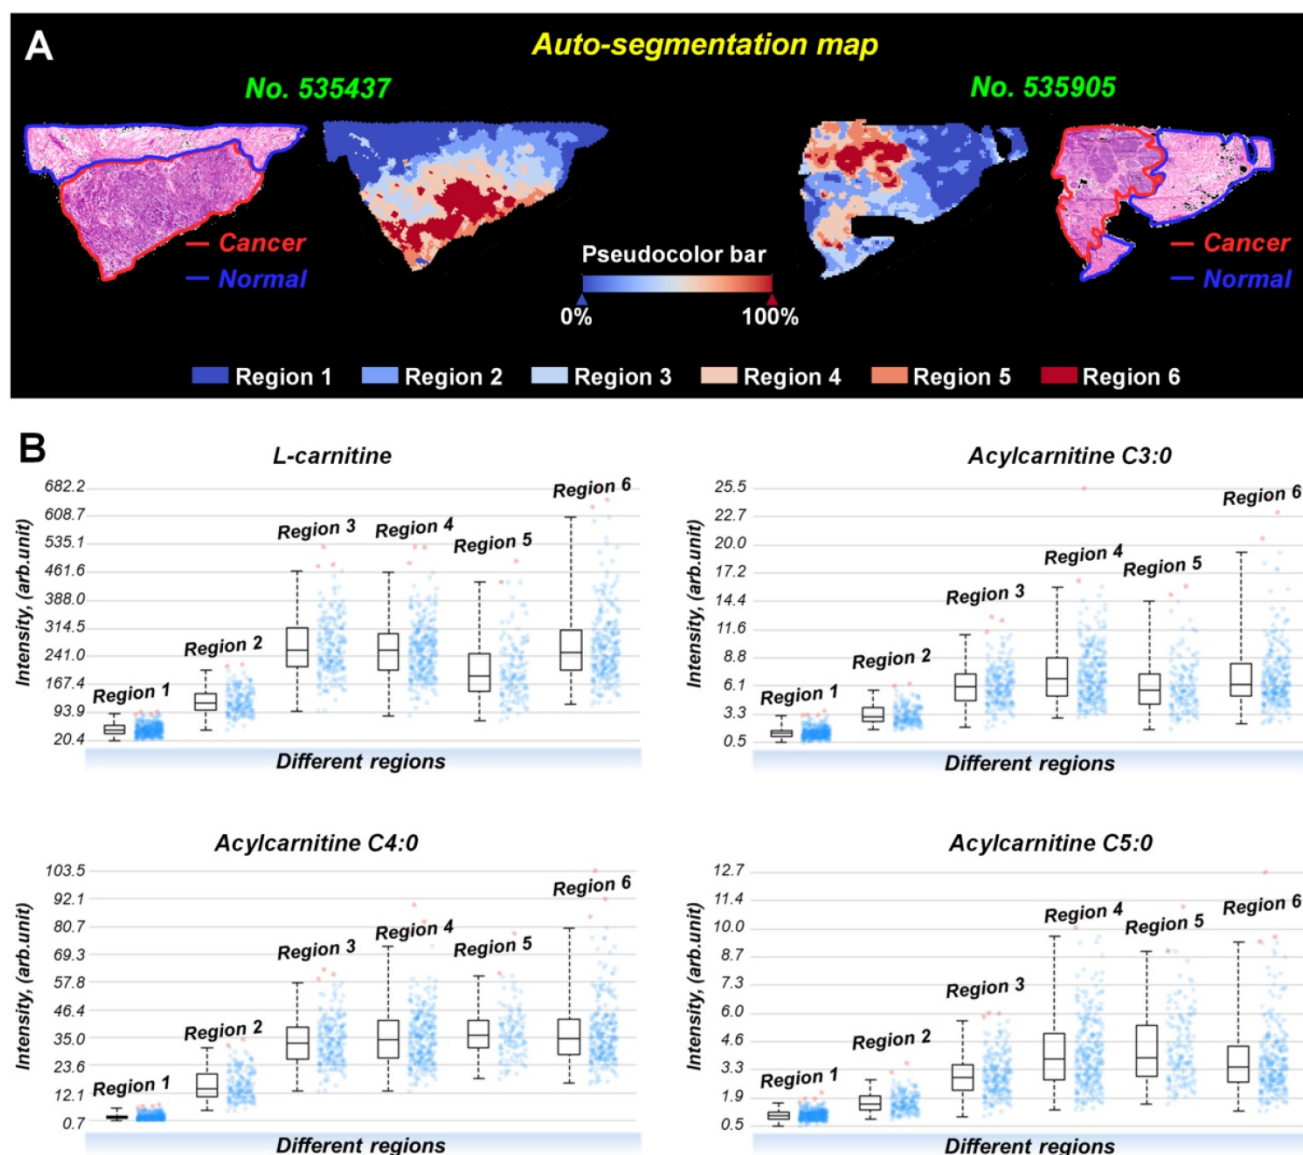 A
Auto-segmentation map
No. 535437
No. 535905
Cancer
Normal
Pseudocolor bar
0% 100%
Cancer
Normal
Region 1 Region 2 Region 3 Region 4 Region 5 Region 6
B
L-carnitine
Intensity, (arb.unit)
682.2
608.7
535.1
461.6
388.0
314.5
241.0
167.4
93.9
20.4
Region 1
Region 2
Region 3
Region 4
Region 5
Region 6
Different regions
Acylcarnitine C3:0
Intensity, (arb.unit)
25.5
22.7
20.0
17.2
14.4
11.6
8.8
6.1
3.3
0.5
Region 1
Region 2
Region 3
Region 4
Region 5
Region 6
Different regions
Acylcarnitine C4:0
Intensity, (arb.unit)
103.5
92.1
80.7
69.3
57.8
46.4
35.0
23.6
12.1
0.7
Region 1
Region 2
Region 3
Region 4
Region 5
Region 6
Different regions
Acylcarnitine C5:0
Intensity, (arb.unit)
12.7
11.4
10.0
8.7
7.3
6.0
4.6
3.3
1.9
0.5
Region 1
Region 2
Region 3
Region 4
Region 5
Region 6
Different regions